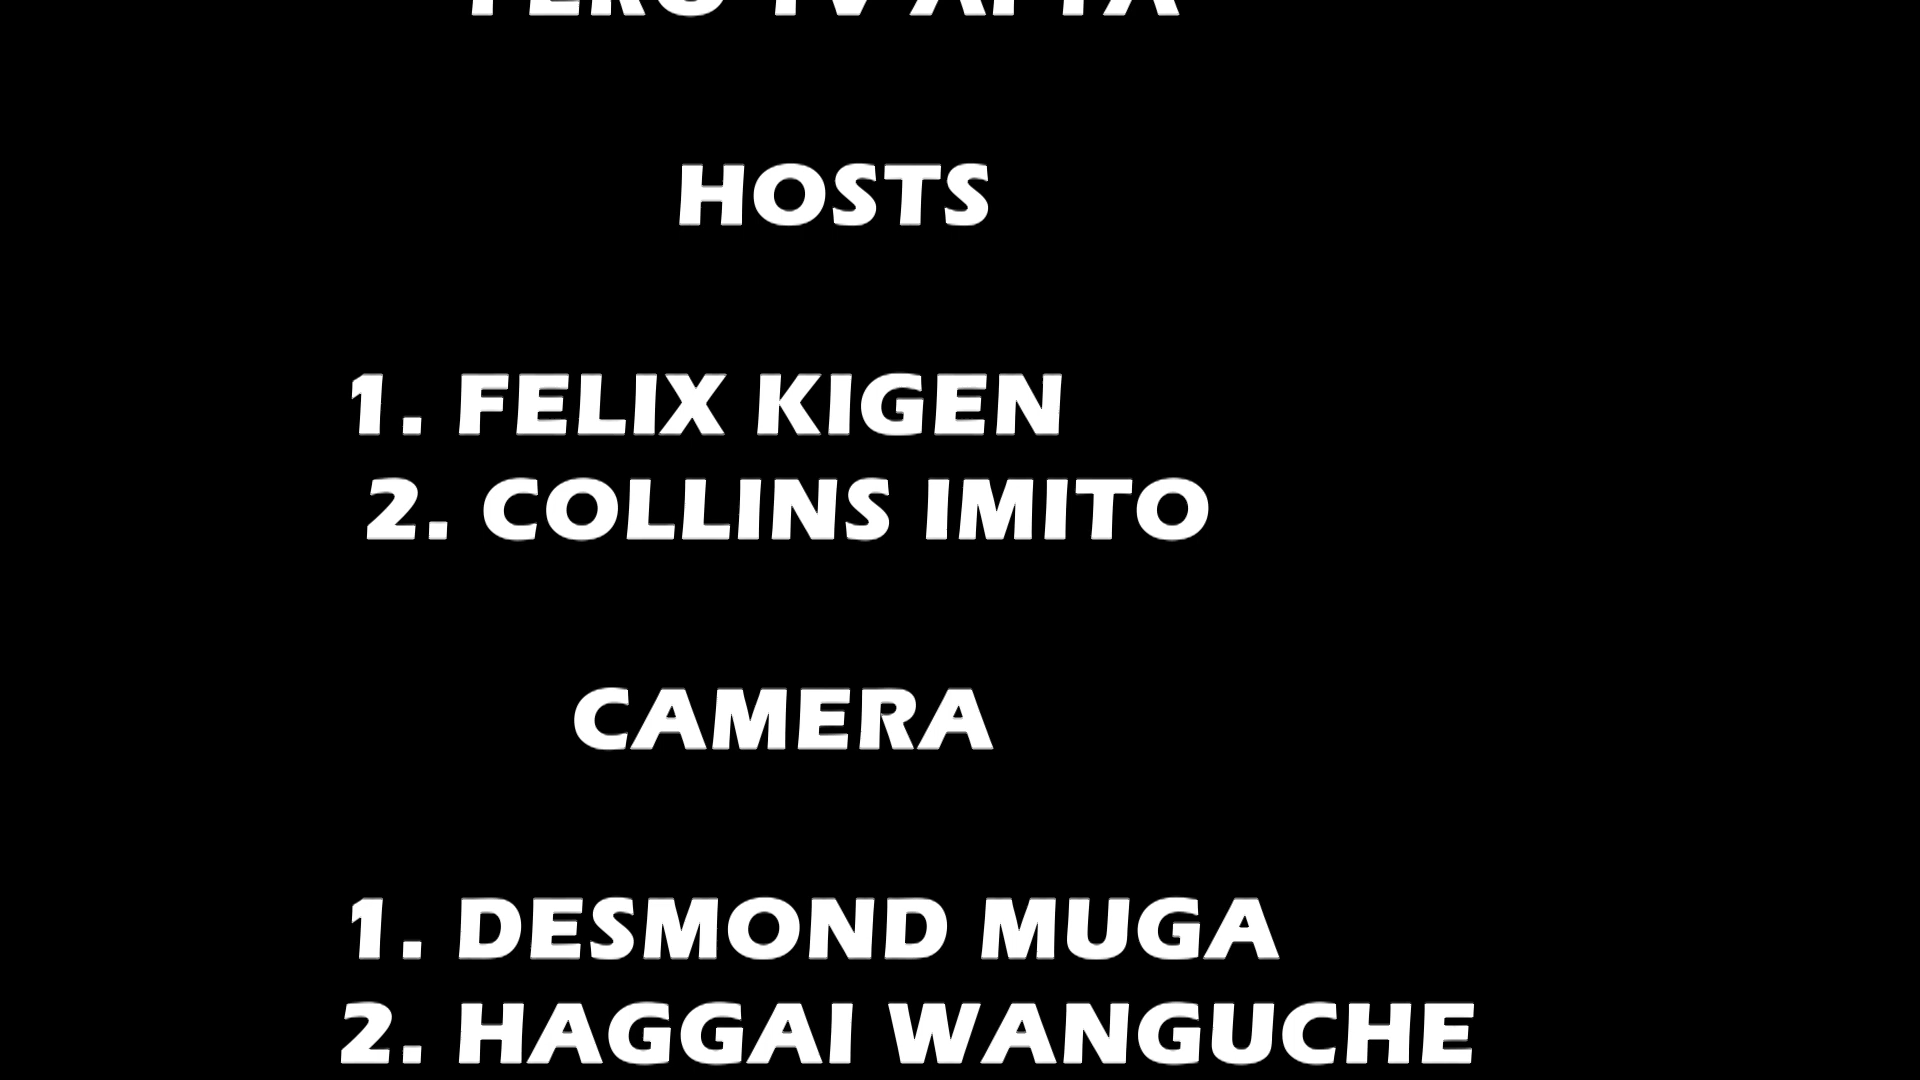 HOSTS
1. FELIX KIGEN
2. COLLINS IMITO
CAMERA
1. DESMOND MUGA
2. HAGGAI WANGUCHE